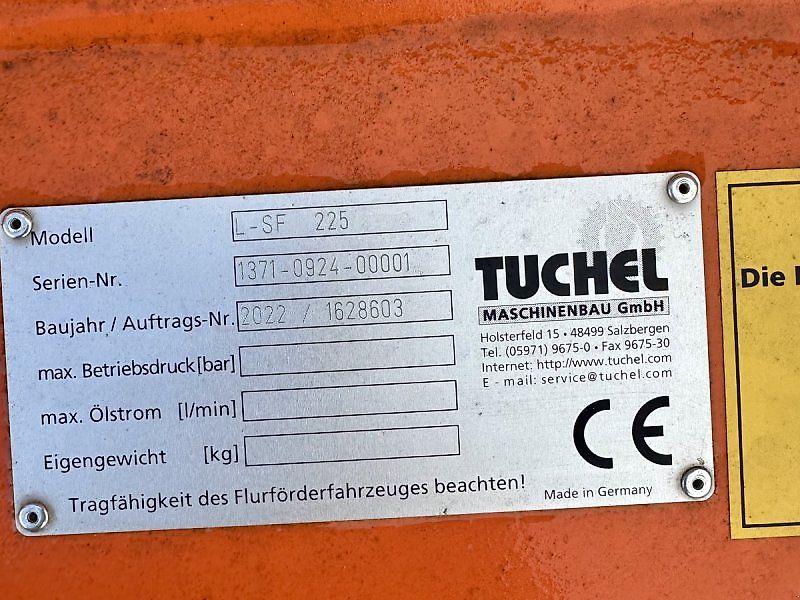 Modell L-SF 225
Serien-Nr. 1371-0924-00001
Baujahr / Auftrags-Nr. 2022 / 1628603
max. Betriebsdruck [bar]
max. Ölstrom [l/min]
Eigengewicht [kg]
Tragfähigkeit des Flurförderfahrzeuges beachten!
TUCHEL
MASCHINENBAU GmbH
Holsterfeld 15 • 48499 Salzbergen
Tel. (05971) 9675-0 • Fax 9675-30
Internet: http://www.tuchel.com
E - mail: service@tuchel.com
CE
Made in Germany
Die